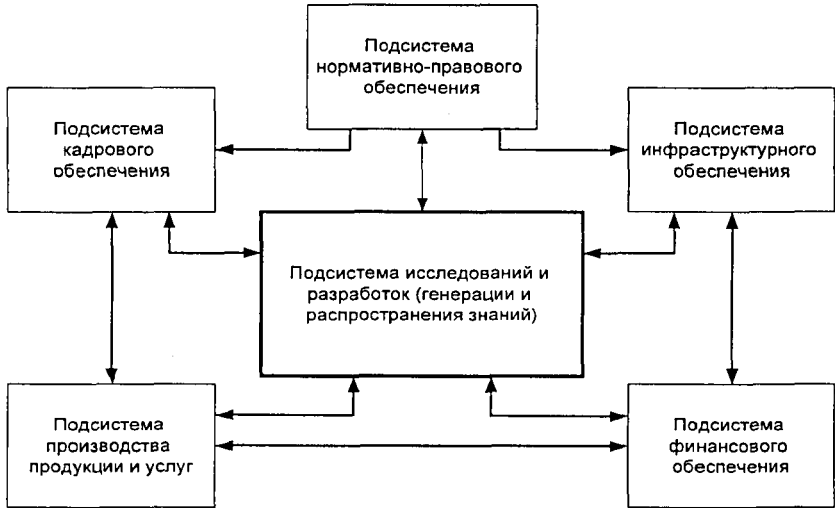 Подсистема
нормативно-правового
обеспечения
Подсистема
кадрового
обеспечения
Подсистема
инфраструктурного
обеспечения
Подсистема исследований и
разработок (генерации и
распространения знаний)
Подсистема
производства
продукции и услуг
Подсистема
финансового
обеспечения